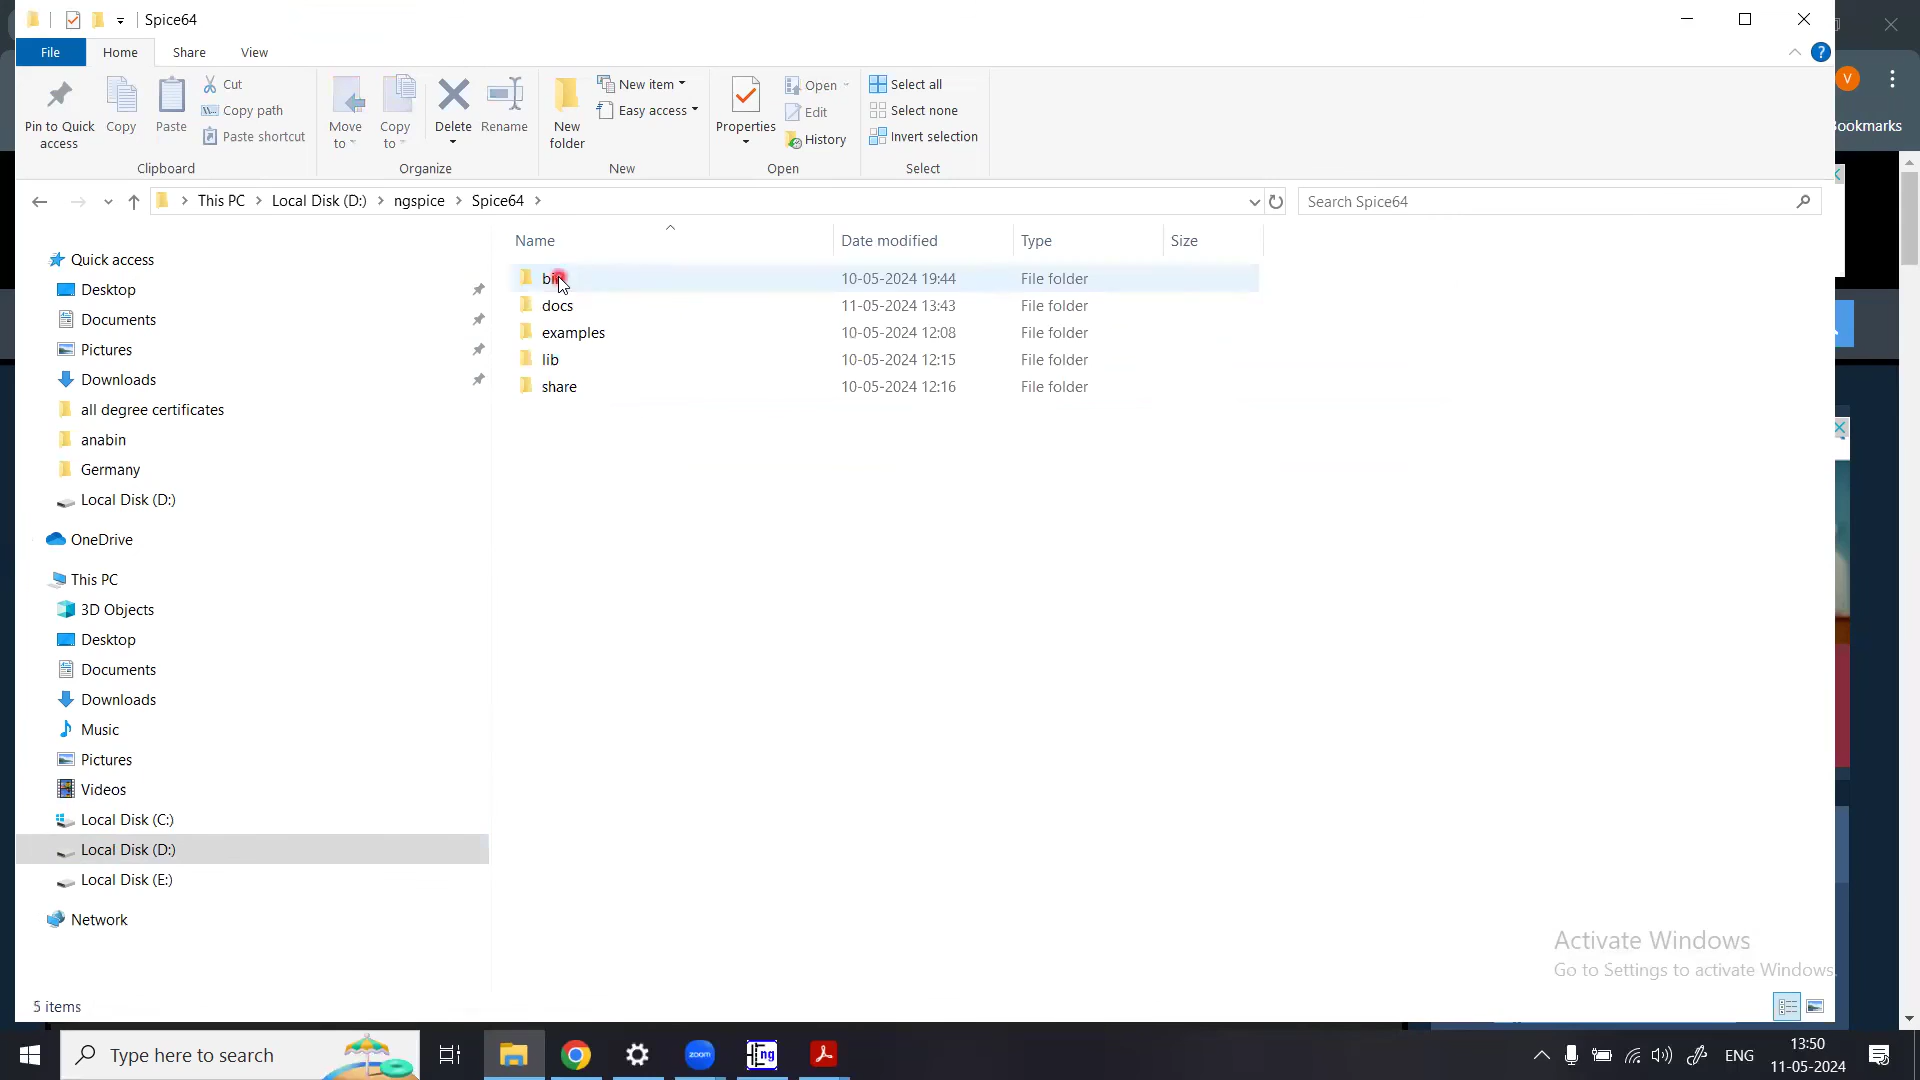 Spice64
File Home Share View
Pin to Quick access
Copy
Paste
Cut
Copy path
Paste shortcut
Clipboard
Move to
Copy to
Delete
Rename
Organize
New folder
New item
Easy access
New
Properties
Open
Edit
History
Open
Select all
Select none
Invert selection
Select
V
Bookmarks
This PC Local Disk (D:) ngspice Spice64
Search Spice64
Name Date modified Type Size
10-05-2024 19:44 File folder
docs 11-05-2024 13:43 File folder
examples 10-05-2024 12:08 File folder
lib 10-05-2024 12:15 File folder
share 10-05-2024 12:16 File folder
Quick access
Desktop
Documents
Pictures
Downloads
all degree certificates
anabin
Germany
Local Disk (D:)
OneDrive
This PC
3D Objects
Desktop
Documents
Downloads
Music
Pictures
Videos
Local Disk (C:)
Local Disk (D:)
Local Disk (E:)
Network
Activate Windows
Go to Settings to activate Windows.
5 items
Type here to search
zoom
ng
ENG
13:50
11-05-2024